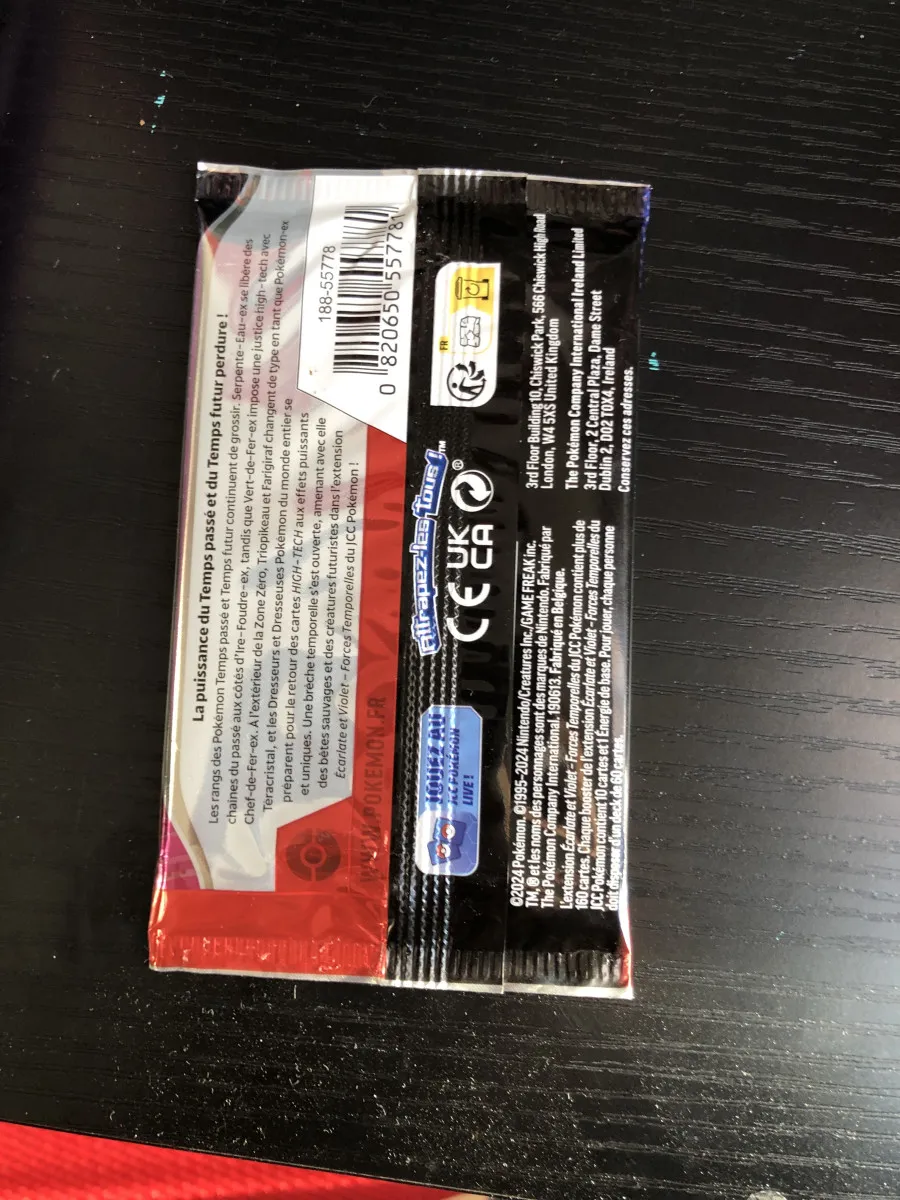 La puissance du Temps passé et du Temps futur perdure !
Les rangs des Pokémon Temps passé et Temps futur continuent de grossir. Serpente-Eau-ex se libère des
chaînes du passé aux côtés d'Ire-Foudre-ex, tandis que Vert-de-Fer-ex impose une justice high-tech avec
Chef-de-Fer-ex. À l'extérieur de la Zone Zéro, Triopikeau et Farigiraf changent de type en tant que Pokémon-ex
Teracristal, et les Dresseurs et Dresseuses Pokémon du monde entier se
préparent pour le retour des cartes HIGH-TECH aux effets puissants
et uniques. Une brèche temporelle s'est ouverte, amenant avec elle
des bêtes sauvages et des créatures futuristes dans l'extension
Écarlate et Violet – Forces Temporelles du JCC Pokémon !
188-55778
0 820650 557781
WWW.POKEMON.FR
JOUEZ AU
JCC POKÉMON
LIVE !
Attrapez-les Tous !™
®
CE UK
CA
FR
©2024 Pokémon. ©1995-2024 Nintendo/Creatures Inc./GAME FREAK inc.
TM, ® et les noms des personnages sont des marques de Nintendo. Fabriqué par
The Pokémon Company International. 190613. Fabriqué en Belgique.
L'extension Écarlate et Violet – Forces Temporelles du JCC Pokémon contient plus de
160 cartes. Chaque booster de l'extension Écarlate et Violet – Forces Temporelles du
JCC Pokémon contient 10 cartes et 1 Énergie de base. Pour jouer, chaque personne
doit disposer d'un deck de 60 cartes.
3rd Floor Building 10, Chiswick Park, 566 Chiswick High Road
London, W4 5XS United Kingdom
The Pokémon Company International Ireland Limited
3rd Floor, 2 Central Plaza, Dame Street
Dublin 2, D02 T0X4, Ireland
Conservez ces adresses.